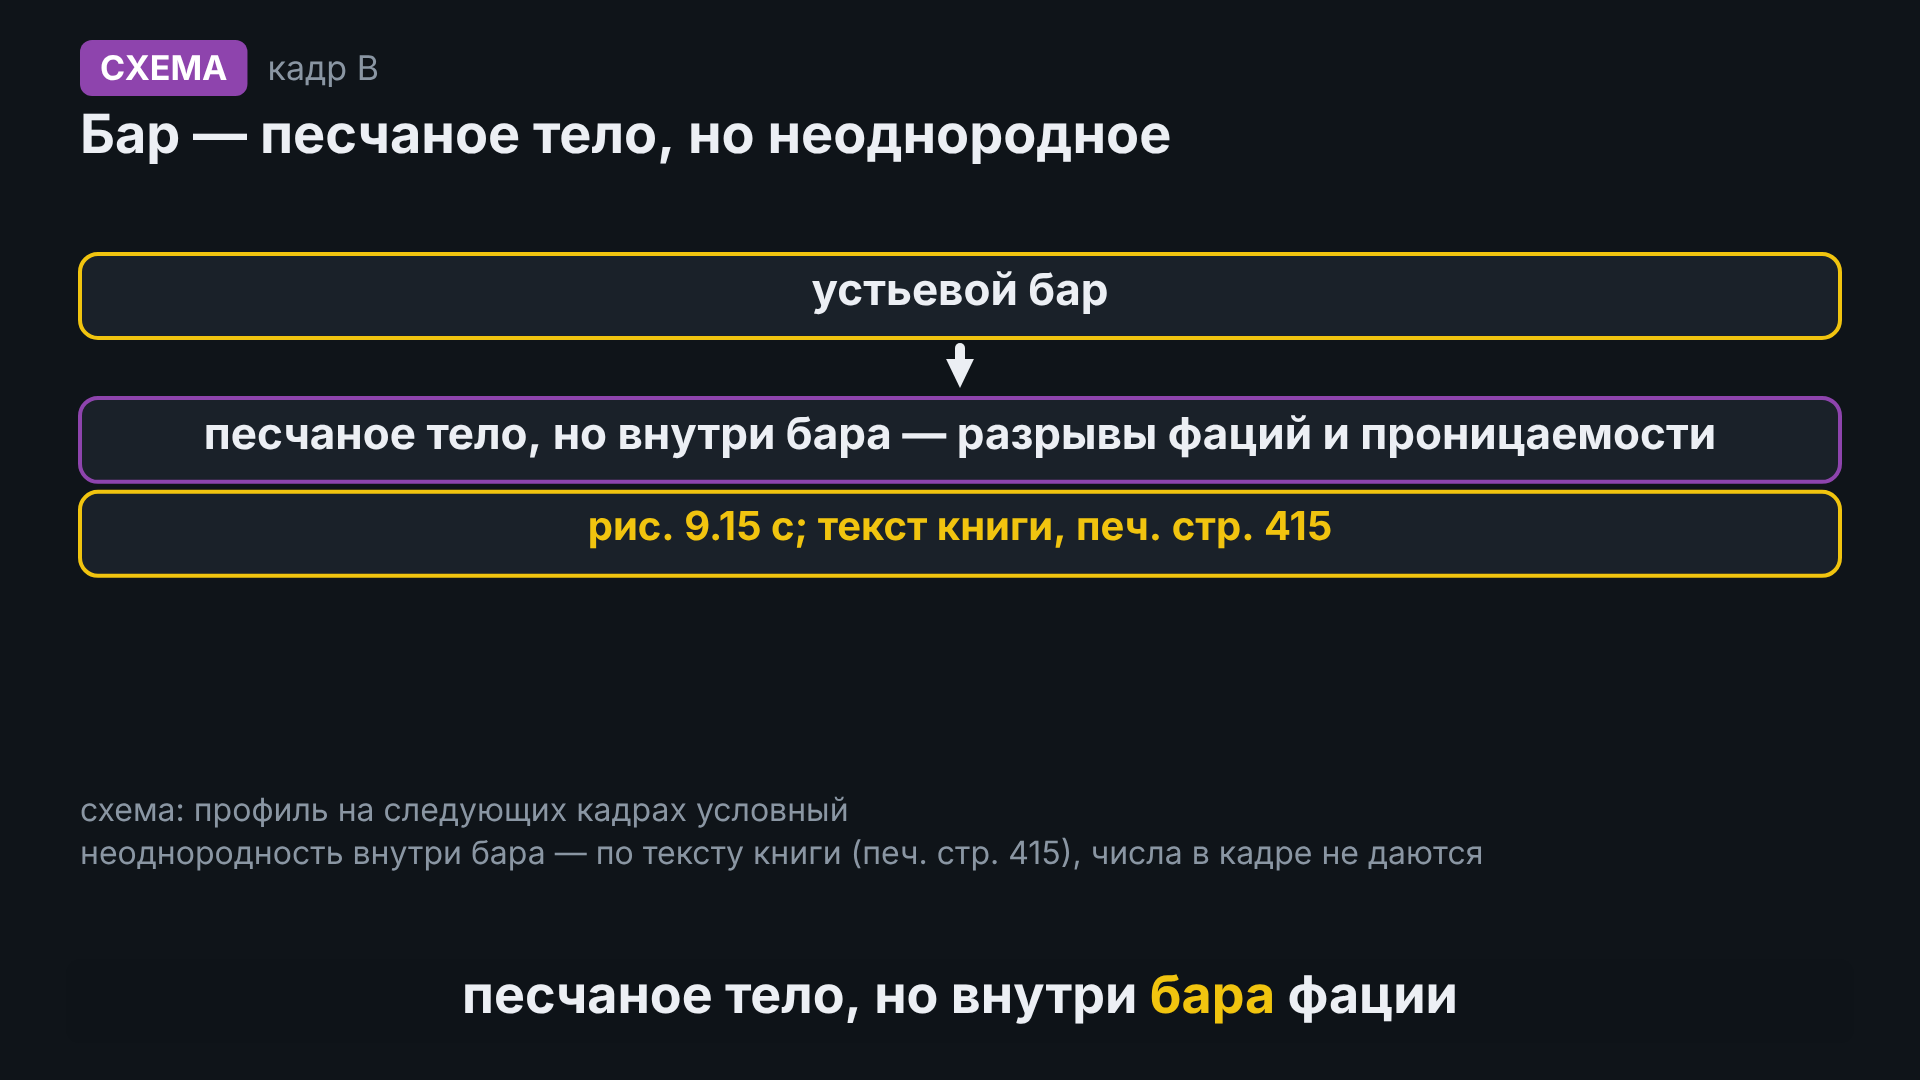 СХЕМА кадр B
Бар — песчаное тело, но неоднородное
устьевой бар
песчаное тело, но внутри бара — разрывы фаций и проницаемости
рис. 9.15 c; текст книги, печ. стр. 415
схема: профиль на следующих кадрах условный
неоднородность внутри бара — по тексту книги (печ. стр. 415), числа в кадре не даются
песчаное тело, но внутри бара фации